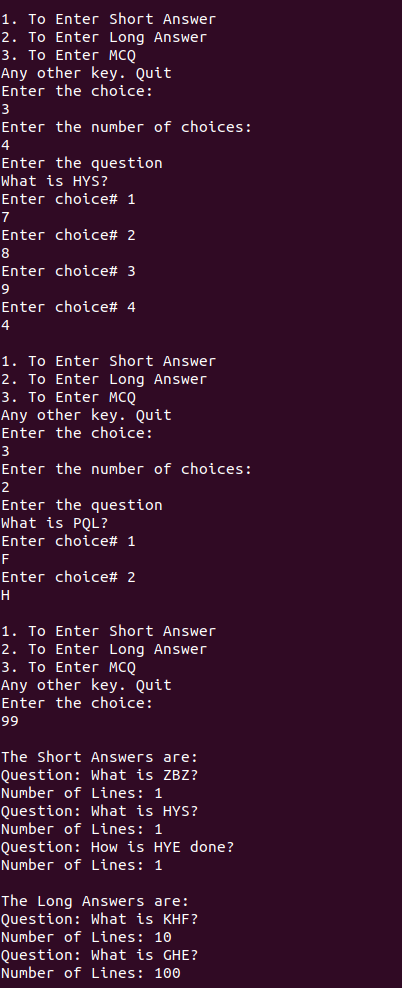 1. To Enter Short Answer
2. To Enter Long Answer
3. To Enter MCQ
Any other key. Quit
Enter the choice:
3
Enter the number of choices:
4
Enter the question
What is HYS?
Enter choice# 1
7
Enter choice# 2
8
Enter choice# 3
9
Enter choice# 4
4
1. To Enter Short Answer
2. To Enter Long Answer
3. To Enter MCQ
Any other key. Quit
Enter the choice:
3
Enter the number of choices:
2
Enter the question
What is PQL?
Enter choice# 1
F
Enter choice# 2
H
1. To Enter Short Answer
2. To Enter Long Answer
3. To Enter MCQ
Any other key. Quit
Enter the choice:
99
The Short Answers are:
Question: What is ZBZ?
Number of Lines: 1
Question: What is HYS?
Number of Lines: 1
Question: How is HYE done?
Number of Lines: 1
The Long Answers are:
Question: What is KHF?
Number of Lines: 10
Question: What is GHE?
Number of Lines: 100